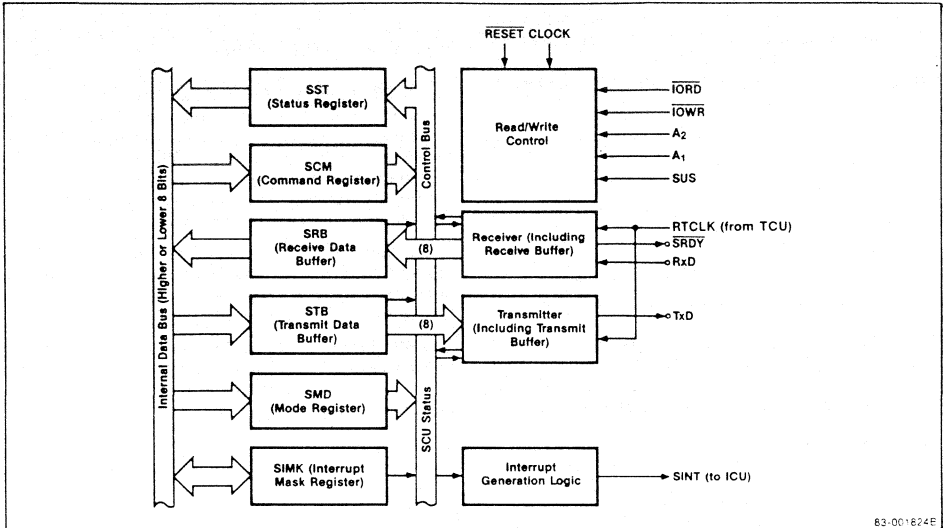 RESET CLOCK
Internal Data Bus (Higher or Lower 8 Bits)
SST
(Status Register)
SCM
(Command Register)
SRB
(Receive Data
Buffer)
STB
(Transmit Data
Buffer)
SMD
(Mode Register)
SIMK (Interrupt
Mask Register)
Control Bus
SCU Status
(8)
(8)
Read/Write
Control
Receiver (Including
Receive Buffer)
Transmitter
(Including Transmit
Buffer)
Interrupt
Generation Logic
IORD
IOWR
A2
A1
SUS
RTCLK (from TCU)
SRDY
RxD
TxD
SINT (to ICU)
83-001824E